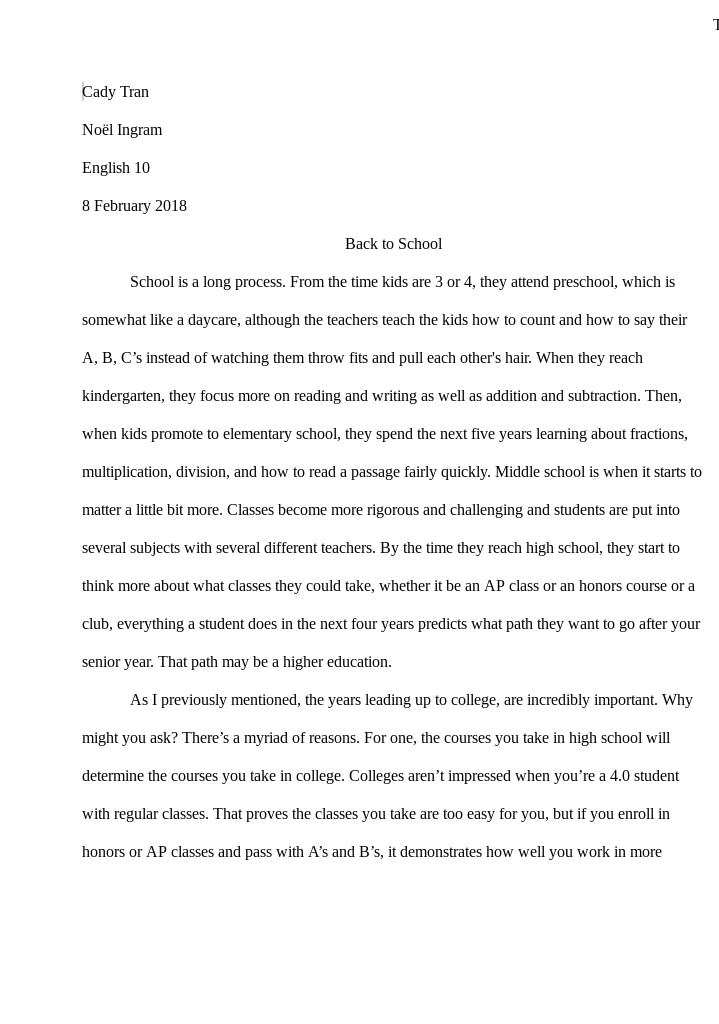 T
Cady Tran
Noël Ingram
English 10
8 February 2018
Back to School
School is a long process. From the time kids are 3 or 4, they attend preschool, which is
somewhat like a daycare, although the teachers teach the kids how to count and how to say their
A, B, C’s instead of watching them throw fits and pull each other's hair. When they reach
kindergarten, they focus more on reading and writing as well as addition and subtraction. Then,
when kids promote to elementary school, they spend the next five years learning about fractions,
multiplication, division, and how to read a passage fairly quickly. Middle school is when it starts to
matter a little bit more. Classes become more rigorous and challenging and students are put into
several subjects with several different teachers. By the time they reach high school, they start to
think more about what classes they could take, whether it be an AP class or an honors course or a
club, everything a student does in the next four years predicts what path they want to go after your
senior year. That path may be a higher education.
As I previously mentioned, the years leading up to college, are incredibly important. Why
might you ask? There’s a myriad of reasons. For one, the courses you take in high school will
determine the courses you take in college. Colleges aren’t impressed when you’re a 4.0 student
with regular classes. That proves the classes you take are too easy for you, but if you enroll in
honors or AP classes and pass with A’s and B’s, it demonstrates how well you work in more